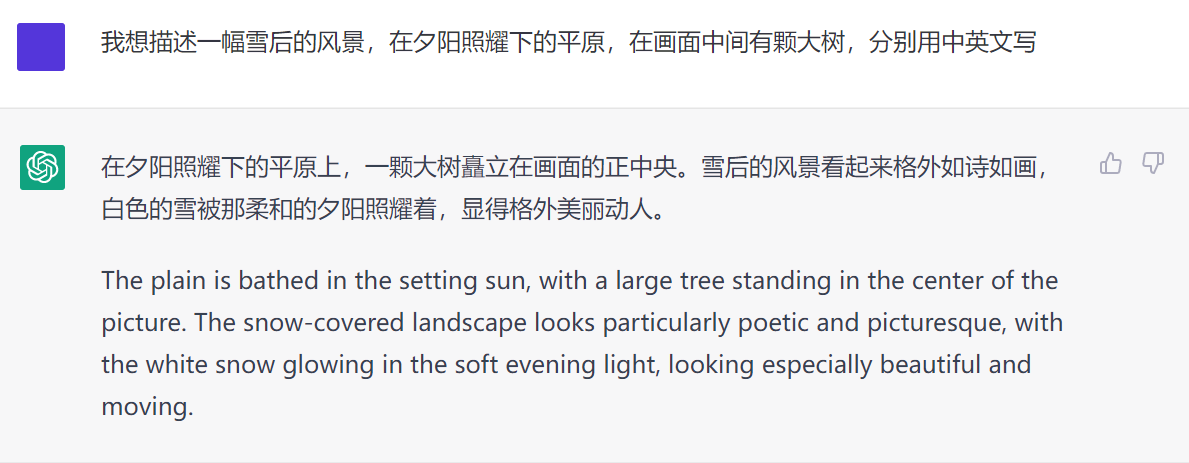 我想描述一幅雪后的风景，在夕阳照耀下的平原，在画面中间有颗大树，分别用中英文写
在夕阳照耀下的平原上，一颗大树矗立在画面的正中央。雪后的风景看起来格外如诗如画，
白色的雪被那柔和的夕阳照耀着，显得格外美丽动人。
The plain is bathed in the setting sun, with a large tree standing in the center of the
picture. The snow-covered landscape looks particularly poetic and picturesque, with
the white snow glowing in the soft evening light, looking especially beautiful and
moving.